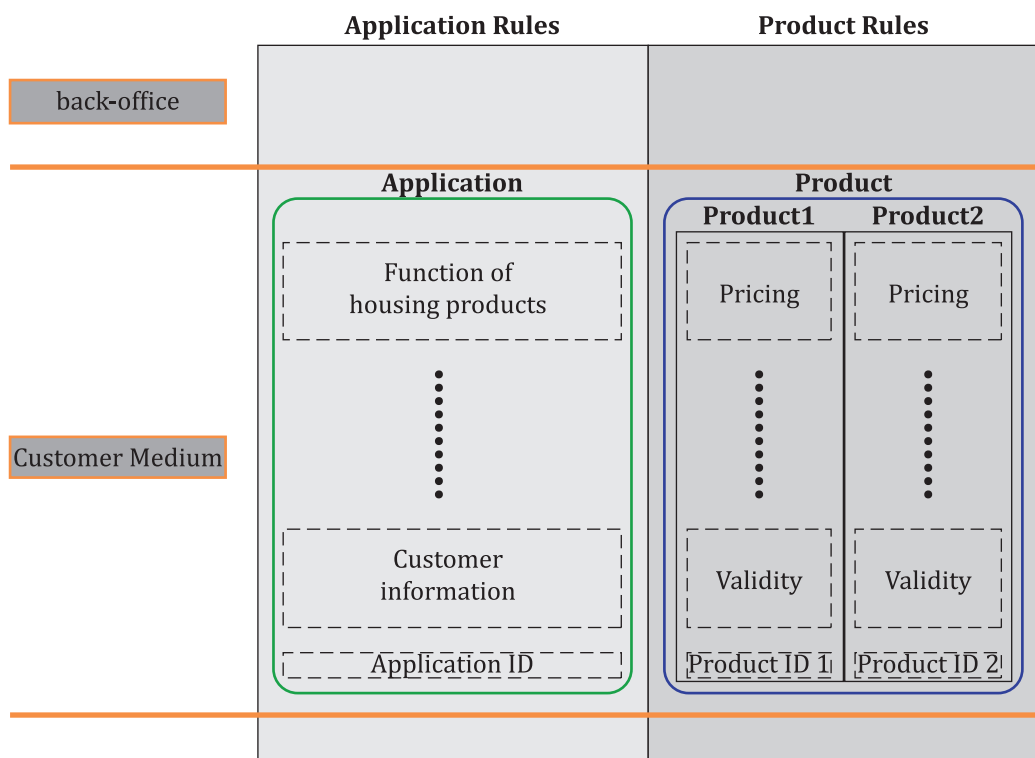 Application Rules
Product Rules
back-office
Application
Product
Product1
Product2
Function of
housing products
Pricing
Pricing
Customer Medium
Customer
information
Validity
Validity
Application ID
Product ID 1
Product ID 2